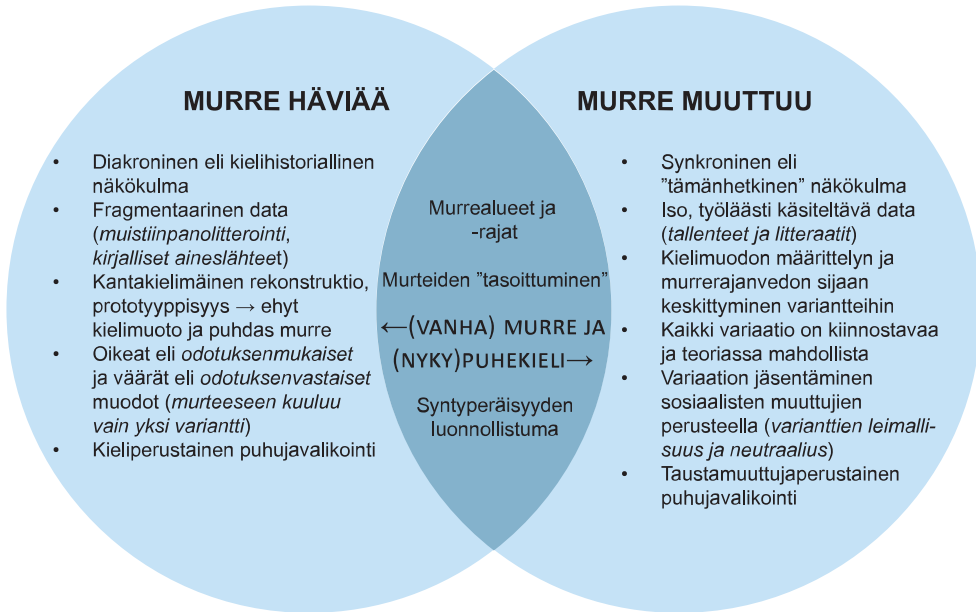 MURRE HÄVIÄÄ
• Diakroninen eli kielihistoriallinen
näkökulma
• Fragmentaarinen data
(muistiinpanolitterointi,
kirjalliset aineslähteet)
• Kantakielimäinen rekonstruktio,
prototyyppisyys → ehyt
kielimuoto ja puhdas murre
• Oikeat eli odotuksenmukaiset
ja väärät eli odotuksenvastaiset
muodot (murteeseen kuuluu
vain yksi variantti)
• Kieliperustainen puhujavalikointi
Murrealueet ja
-rajat
Murteiden "tasoittuminen"
←(VANHA) MURRE JA
(NYKY)PUHEKIELI→
Syntyperäisyyden
luonnollistuma
MURRE MUUTTUU
• Synkroninen eli
"tämänhetkinen" näkökulma
• Iso, työläästi käsiteltävä data
(tallenteet ja litteraatit)
• Kielimuodon määrittelyn ja
murrerajanvedon sijaan
keskittyminen variantteihin
• Kaikki variaatio on kiinnostavaa
ja teoriassa mahdollista
• Variaation jäsentäminen
sosiaalisten muuttujien
perusteella (varianttien leimalli-
suus ja neutraalius)
• Taustamuuttujaperustainen
puhujavalikointi